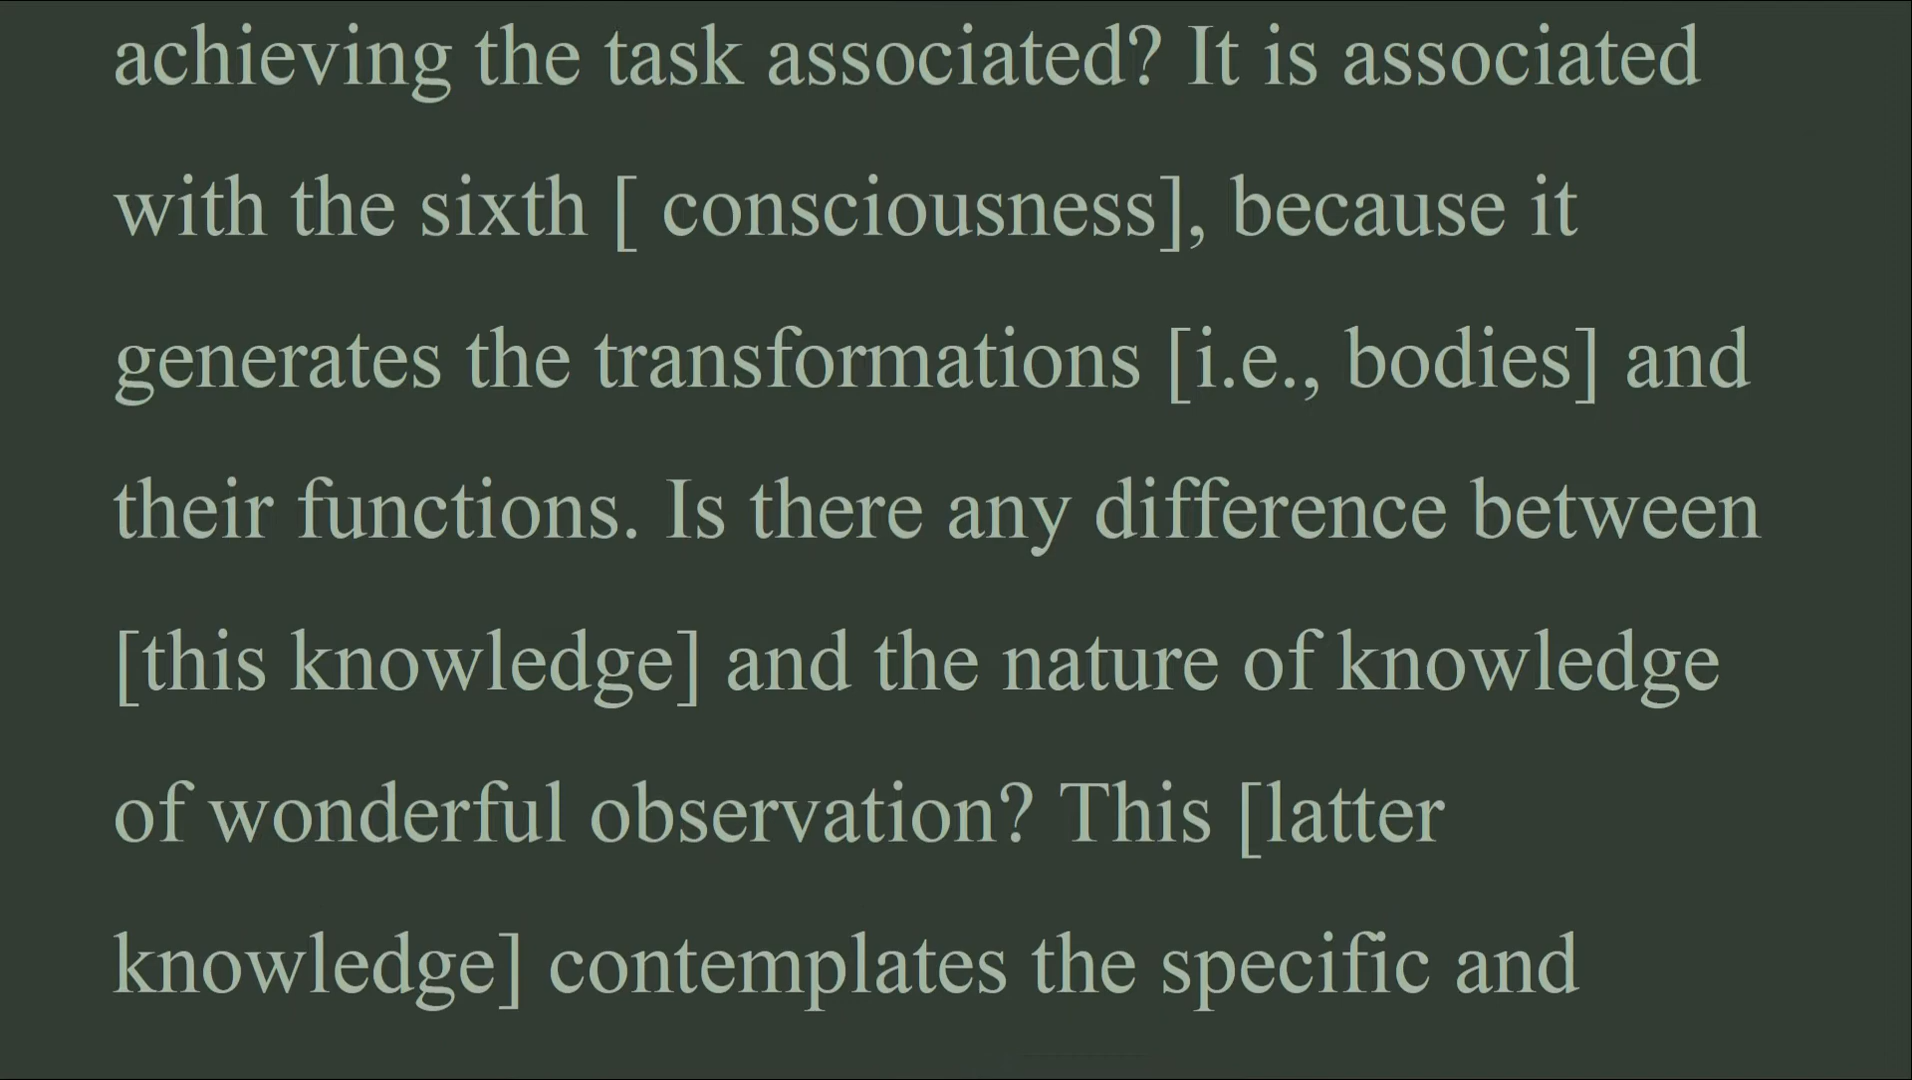 achieving the task associated? It is associated
with the sixth [ consciousness], because it
generates the transformations [i.e., bodies] and
their functions. Is there any difference between
[this knowledge] and the nature of knowledge
of wonderful observation? This [latter
knowledge] contemplates the specific and